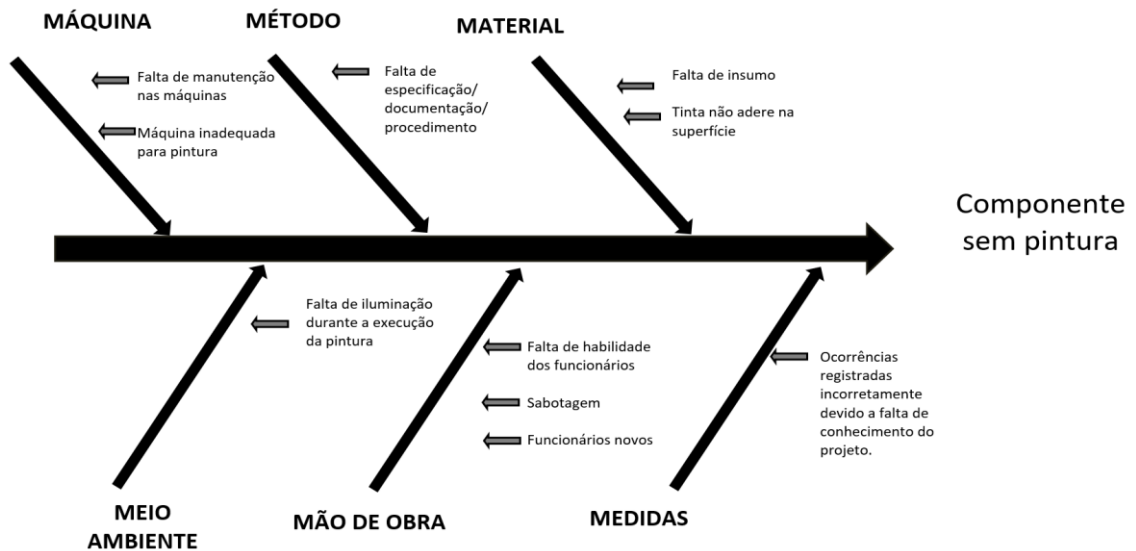 MÁQUINA
MÉTODO
MATERIAL
Falta de manutenção
nas máquinas
Máquina inadequada
para pintura
Falta de
especificação/
documentação/
procedimento
Falta de insumo
Tinta não adere na
superfície
Componente
sem pintura
Falta de iluminação
durante a execução
da pintura
Falta de habilidade
dos funcionários
Sabotagem
Funcionários novos
Ocorrências
registradas
incorretamente
devido a falta de
conhecimento do
projeto.
MEIO
AMBIENTE
MÃO DE OBRA
MEDIDAS